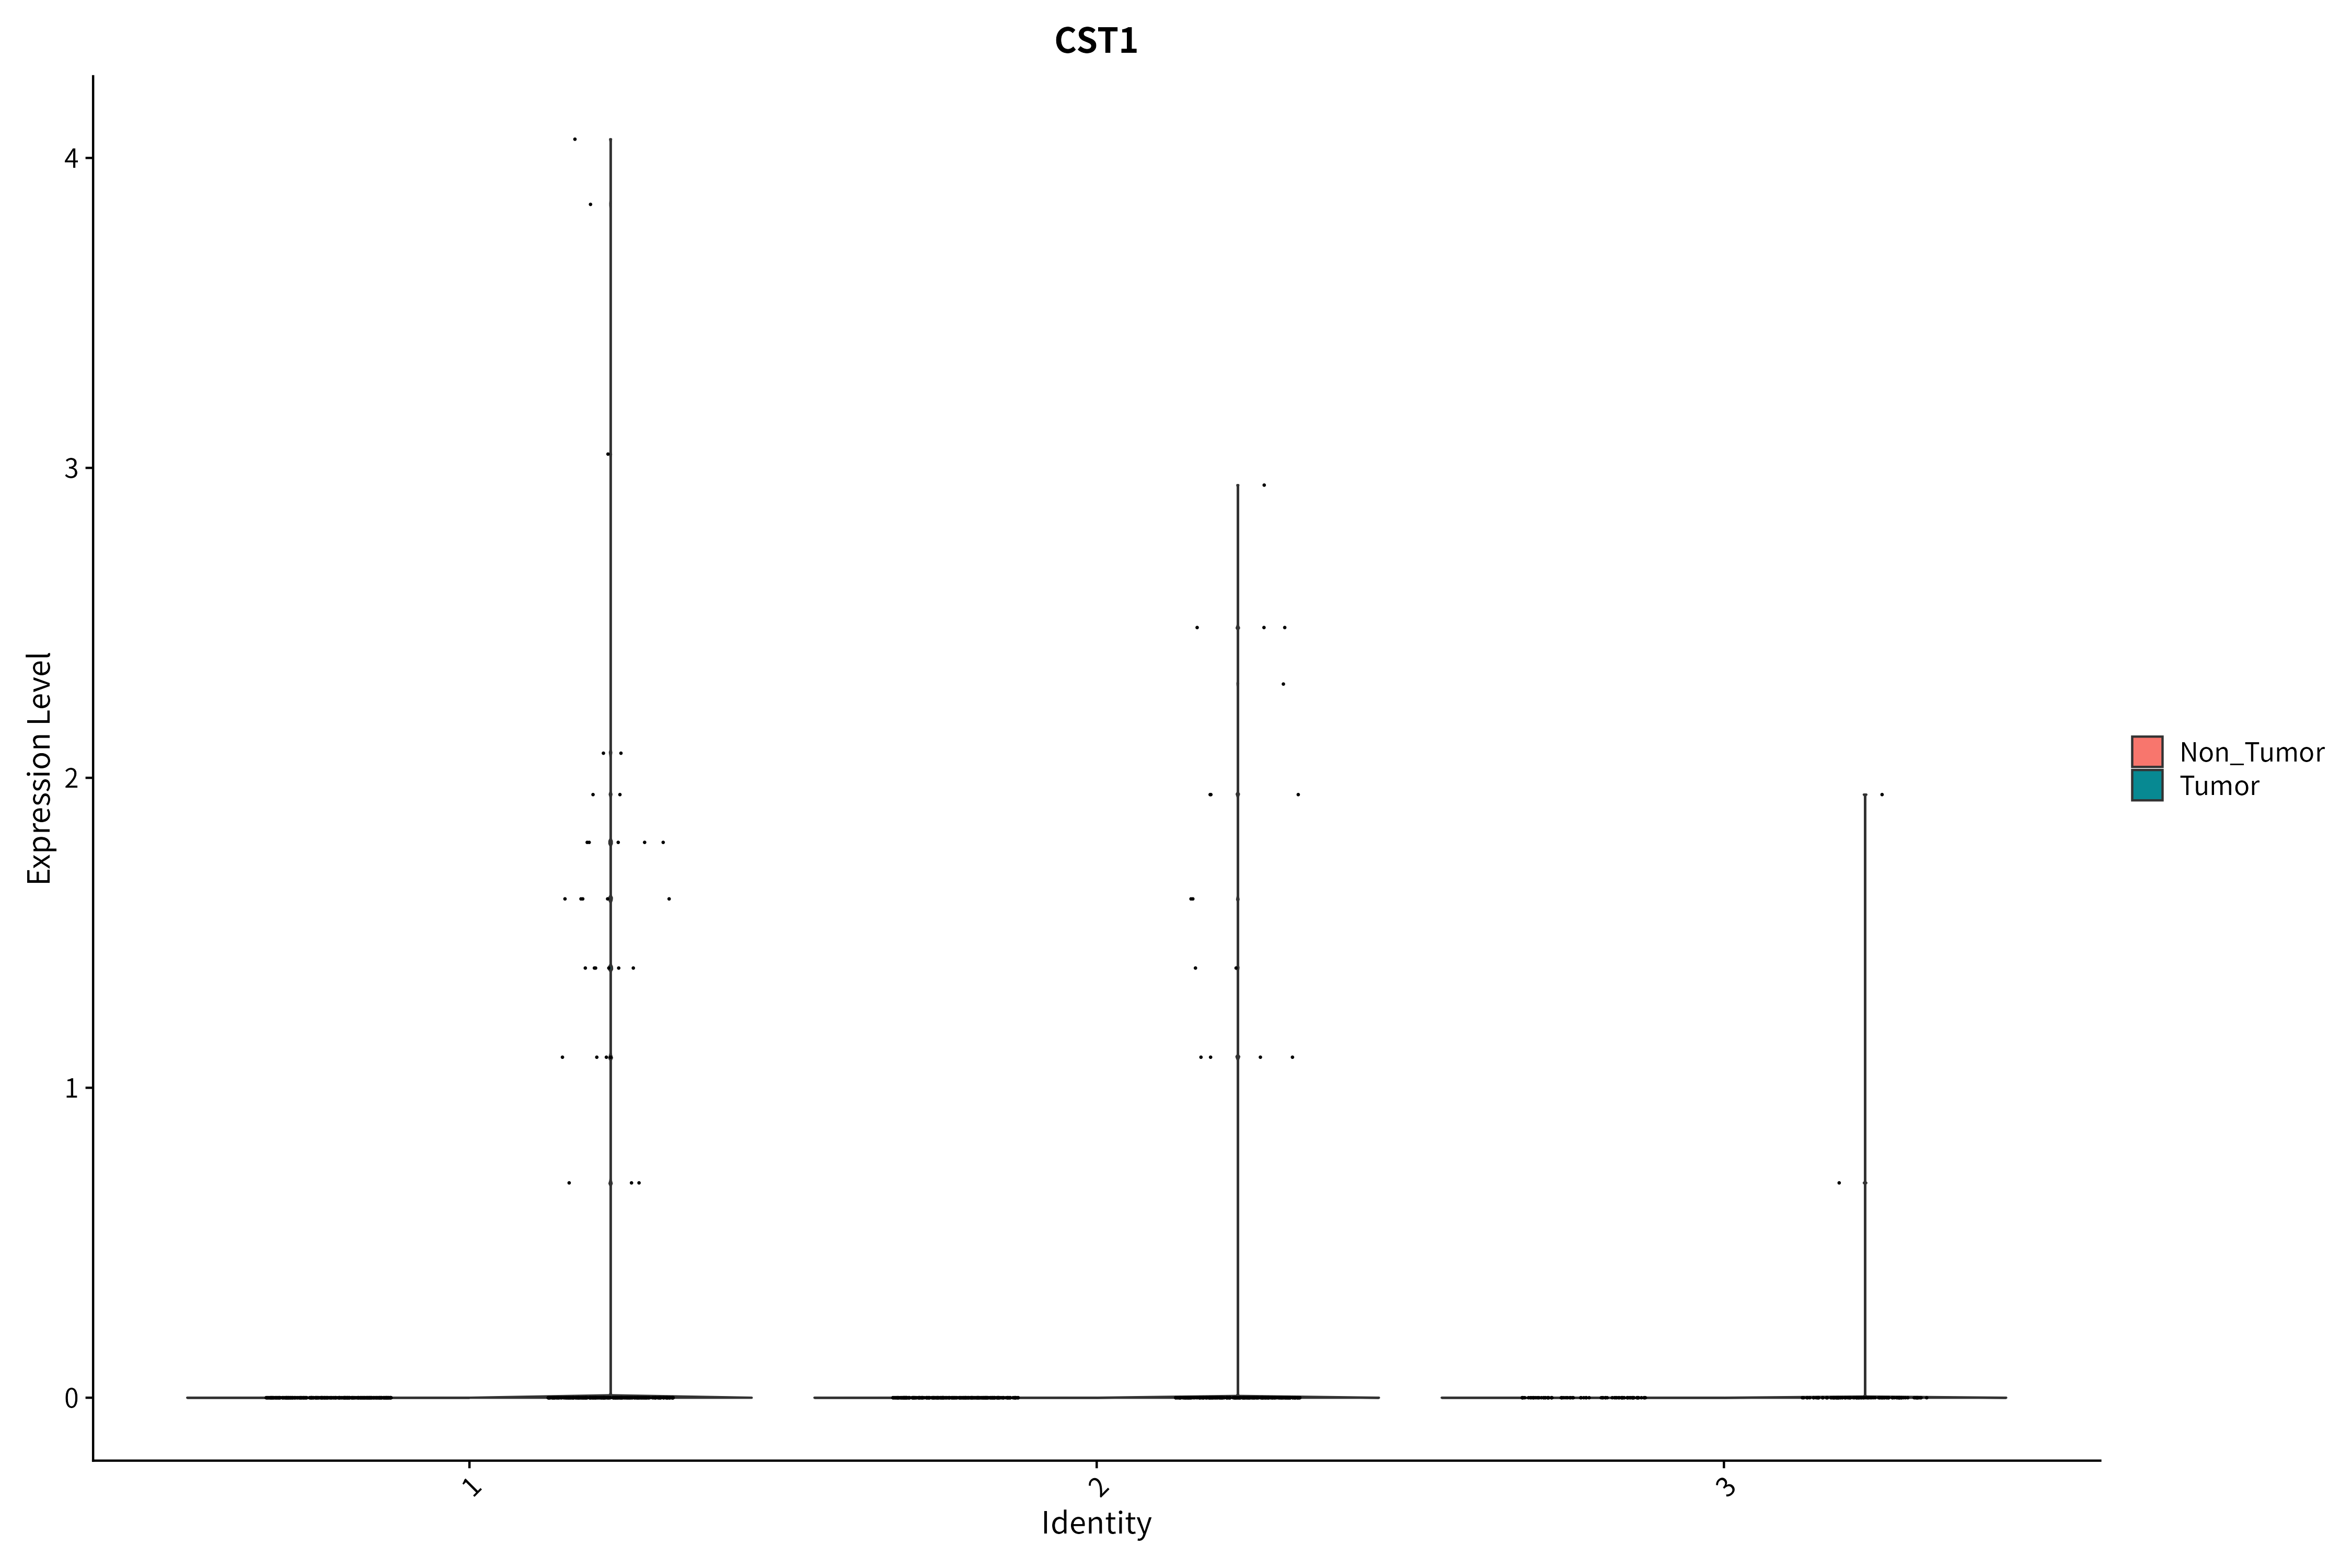 CST1
Expression Level
4
3
2
1
0
1
2
3
Identity
Non_Tumor
Tumor